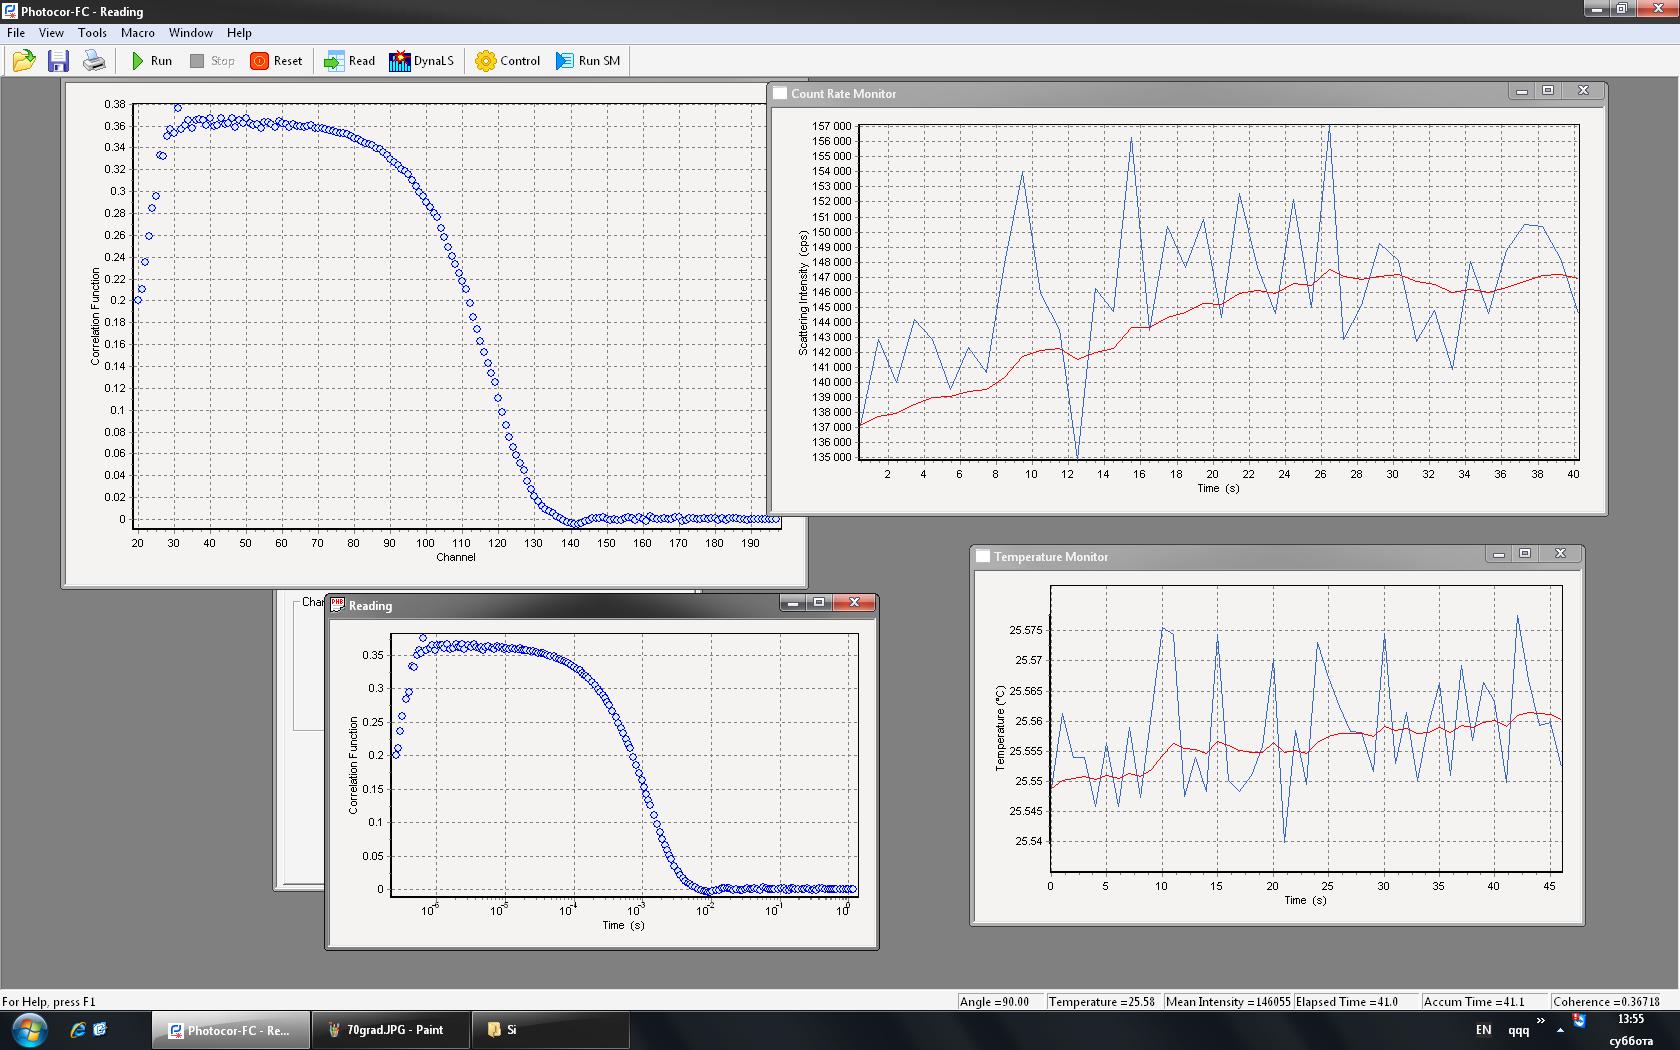 Photocor-FC - Reading
File View Tools Macro Window Help
Run Stop Reset Read DynaLS Control Run SM
0.38
0.36
0.34
0.32
0.3
0.28
0.26
0.24
0.22
0.2
0.18
0.16
0.14
0.12
0.1
0.08
0.06
0.04
0.02
0
Correlation Function
20 30 40 50 60 70 80 90 100 110 120 130 140 150 160 170 180 190
Channel
Count Rate Monitor
157 000
156 000
155 000
154 000
153 000
152 000
151 000
150 000
149 000
148 000
147 000
146 000
145 000
144 000
143 000
142 000
141 000
140 000
139 000
138 000
137 000
136 000
135 000
Scattering Intensity (cps)
2 4 6 8 10 12 14 16 18 20 22 24 26 28 30 32 34 36 38 40
Time (s)
Chan
PHB Reading
0.35
0.3
0.25
0.2
0.15
0.1
0.05
0
Correlation Function
10-6 10-5 10-4 10-3 10-2 10-1 100
Time (s)
Temperature Monitor
25.575
25.57
25.565
25.56
25.555
25.55
25.545
25.54
Temperature (°C)
0 5 10 15 20 25 30 35 40 45
Time (s)
For Help, press F1
Angle =90.00 Temperature =25.58 Mean Intensity =146055 Elapsed Time =41.0 Accum Time =41.1 Coherence =0.36718
Photocor-FC - Re... 70grad.JPG - Paint Si
EN qqq » 13:55
суббота